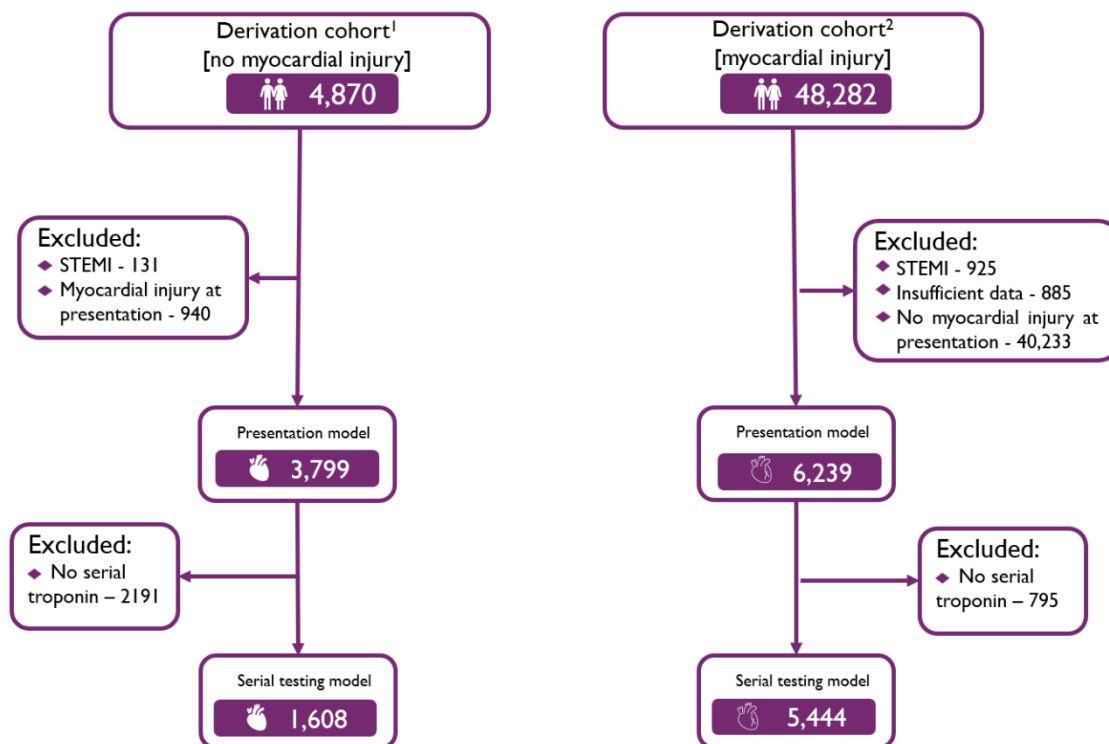 Derivation cohort¹
[no myocardial injury]
4,870
Excluded:
STEMI - 131
Myocardial injury at
presentation - 940
Presentation model
3,799
Excluded:
No serial
troponin – 2191
Serial testing model
1,608
Derivation cohort²
[myocardial injury]
48,282
Excluded:
STEMI - 925
Insufficient data - 885
No myocardial injury at
presentation - 40,233
Presentation model
6,239
Excluded:
No serial
troponin – 795
Serial testing model
5,444